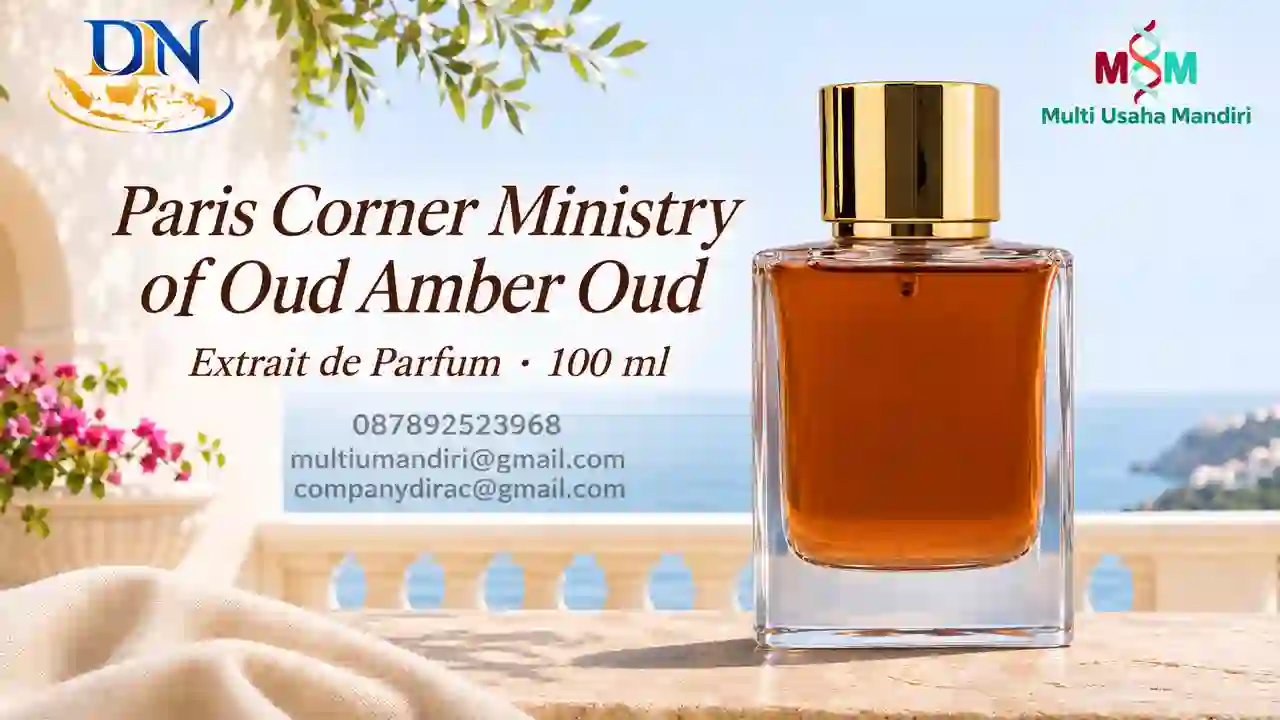 DN
MSM
Multi Usaha Mandiri
Paris Corner Ministry
of Oud Amber Oud
Extrait de Parfum · 100 ml
087892523968
multiumandiri@gmail.com
companydirac@gmail.com